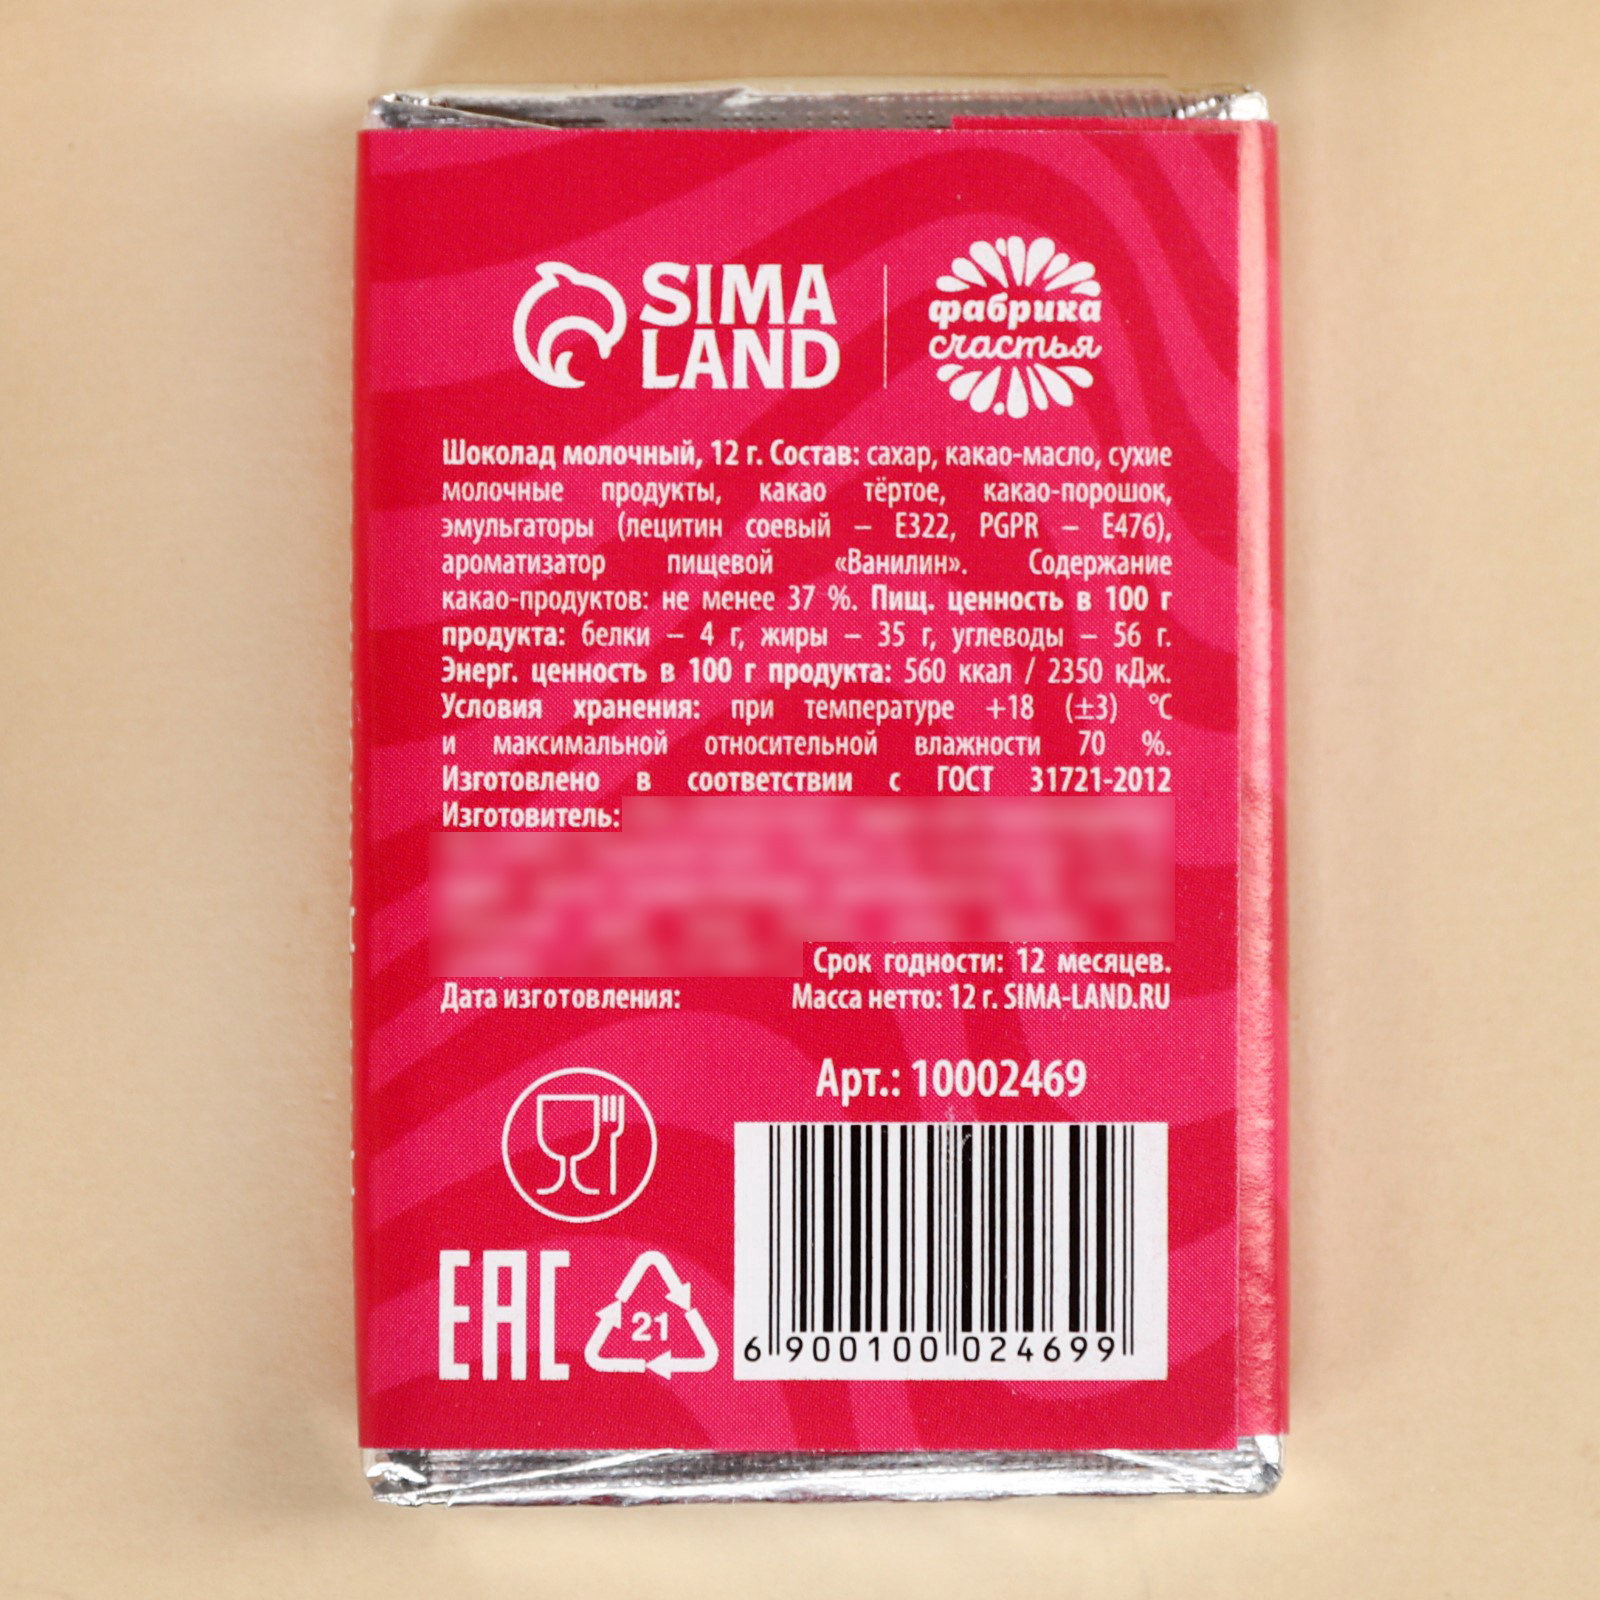 SIMA
LAND
фабрика
счастья
Шоколад молочный, 12 г. Состав: сахар, какао-масло, сухие
молочные продукты, какао тёртое, какао-порошок,
эмульгаторы (лецитин соевый – Е322, PGPR – Е476),
ароматизатор пищевой «Ванилин». Содержание
какао-продуктов: не менее 37 %. Пищ. ценность в 100 г
продукта: белки – 4 г, жиры – 35 г, углеводы – 56 г.
Энерг. ценность в 100 г продукта: 560 ккал / 2350 кДж.
Условия хранения: при температуре +18 (±3) °С
и максимальной относительной влажности 70 %.
Изготовлено в соответствии с ГОСТ 31721-2012
Изготовитель:
Срок годности: 12 месяцев.
Дата изготовления: Масса нетто: 12 г. SIMA-LAND.RU
Арт.: 10002469
EAC
21
6 900100 024699